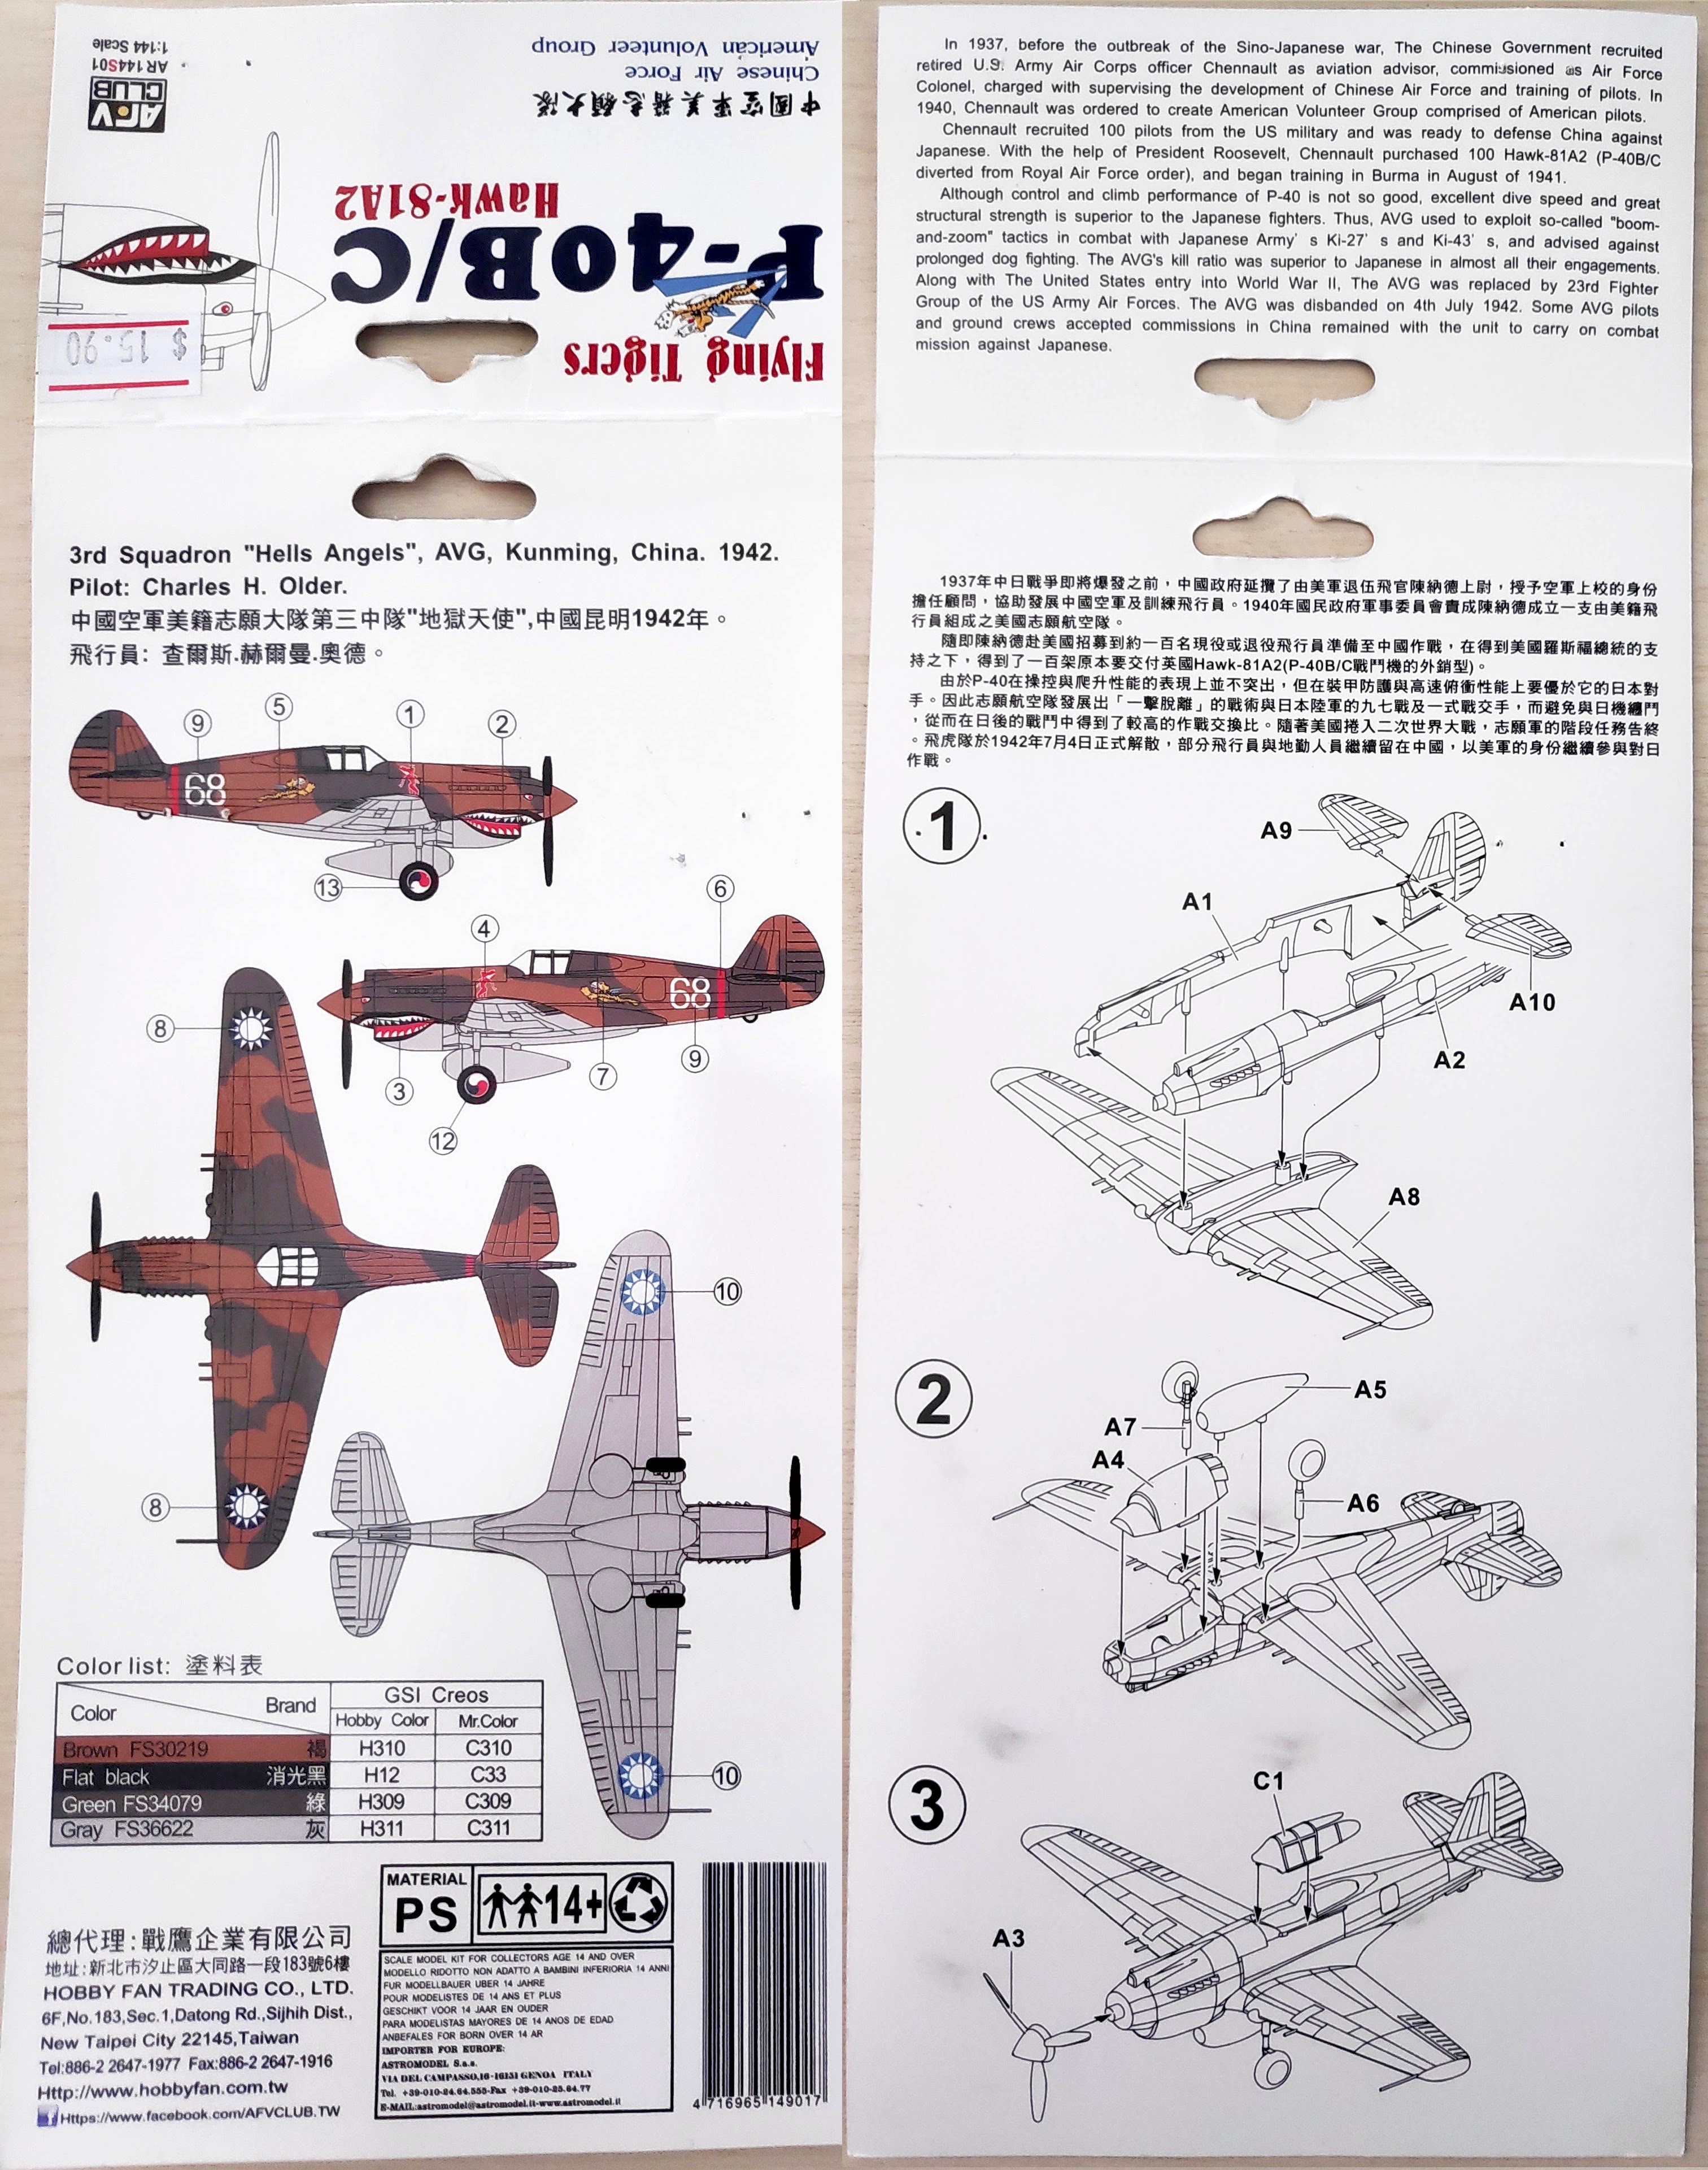 Flying Tigers
P-40B/C
Hawk-81A2
$ 15.90
中國空軍美籍志願大隊
Chinese Air Force
American Volunteer Group
AFV
CLUB
AR144S01
1:144 Scale
3rd Squadron "Hells Angels", AVG, Kunming, China. 1942.
Pilot: Charles H. Older.
中國空軍美籍志願大隊第三中隊"地獄天使",中國昆明1942年。
飛行員: 查爾斯.赫爾曼.奧德。
9
5
1
2
68
13
6
4
68
3
12
7
9
8
8
10
10
Color list: 塗料表
Color
Brand
GSI Creos
Hobby Color Mr.Color
Brown FS30219 褐 H310 C310
Flat black 消光黑 H12 C33
Green FS34079 綠 H309 C309
Gray FS36622 灰 H311 C311
總代理:戰鷹企業有限公司
地址:新北市汐止區大同路一段183號6樓
HOBBY FAN TRADING CO., LTD.
6F,No.183,Sec.1,Datong Rd.,Sijhih Dist.,
New Taipei City 22145,Taiwan
Tel:886-2 2647-1977 Fax:886-2 2647-1916
Http://www.hobbyfan.com.tw
f Https://www.facebook.com/AFVCLUB.TW
MATERIAL
PS
14+
SCALE MODEL KIT FOR COLLECTORS AGE 14 AND OVER
MODELLO RIDOTTO NON ADATTO A BAMBINI INFERIORIA 14 ANNI
FUR MODELLBAUER UBER 14 JAHRE
POUR MODELISTES DE 14 ANS ET PLUS
GESCHIKT VOOR 14 JAAR EN OUDER
PARA MODELISTAS MAYORES DE 14 ANOS DE EDAD
ANBEFALES FOR BORN OVER 14 AR
IMPORTER FOR EUROPE:
ASTROMODEL S.a.s.
VIA DEL CAMPASSO,16-16151 GENOA ITALY
Tel. +39-010-24.64.555-Fax +39-010-25.64.77
E-MAIL:astromodel@astromodel.it-www.astromodel.it
4 716965 149017
In 1937, before the outbreak of the Sino-Japanese war, The Chinese Government recruited
retired U.S. Army Air Corps officer Chennault as aviation advisor, commissioned as Air Force
Colonel, charged with supervising the development of Chinese Air Force and training of pilots. In
1940, Chennault was ordered to create American Volunteer Group comprised of American pilots.
Chennault recruited 100 pilots from the US military and was ready to defense China against
Japanese. With the help of President Roosevelt, Chennault purchased 100 Hawk-81A2 (P-40B/C
diverted from Royal Air Force order), and began training in Burma in August of 1941.
Although control and climb performance of P-40 is not so good, excellent dive speed and great
structural strength is superior to the Japanese fighters. Thus, AVG used to exploit so-called "boom-
and-zoom" tactics in combat with Japanese Army' s Ki-27' s and Ki-43' s, and advised against
prolonged dog fighting. The AVG's kill ratio was superior to Japanese in almost all their engagements.
Along with The United States entry into World War II, The AVG was replaced by 23rd Fighter
Group of the US Army Air Forces. The AVG was disbanded on 4th July 1942. Some AVG pilots
and ground crews accepted commissions in China remained with the unit to carry on combat
mission against Japanese.
1937年中日戰爭即將爆發之前，中國政府延攬了由美軍退伍飛官陳納德上尉，授予空軍上校的身份
擔任顧問，協助發展中國空軍及訓練飛行員。1940年國民政府軍事委員會責成陳納德成立一支由美籍飛
行員組成之美國志願航空隊。
隨即陳納德赴美國招募到約一百名現役或退役飛行員準備至中國作戰，在得到美國羅斯福總統的支
持之下，得到了一百架原本要交付英國Hawk-81A2(P-40B/C戰鬥機的外銷型)。
由於P-40在操控與爬升性能的表現上並不突出，但在裝甲防護與高速俯衝性能上要優於它的日本對
手。因此志願航空隊發展出「一擊脫離」的戰術與日本陸軍的九七戰及一式戰交手，而避免與日機纏鬥
，從而在日後的戰鬥中得到了較高的作戰交換比。隨著美國捲入二次世界大戰，志願軍的階段任務告終
。飛虎隊於1942年7月4日正式解散，部分飛行員與地勤人員繼續留在中國，以美軍的身份繼續參與對日
作戰。
1
A9
A1
A10
A2
A8
2
A5
A7
A4
A6
3
C1
A3